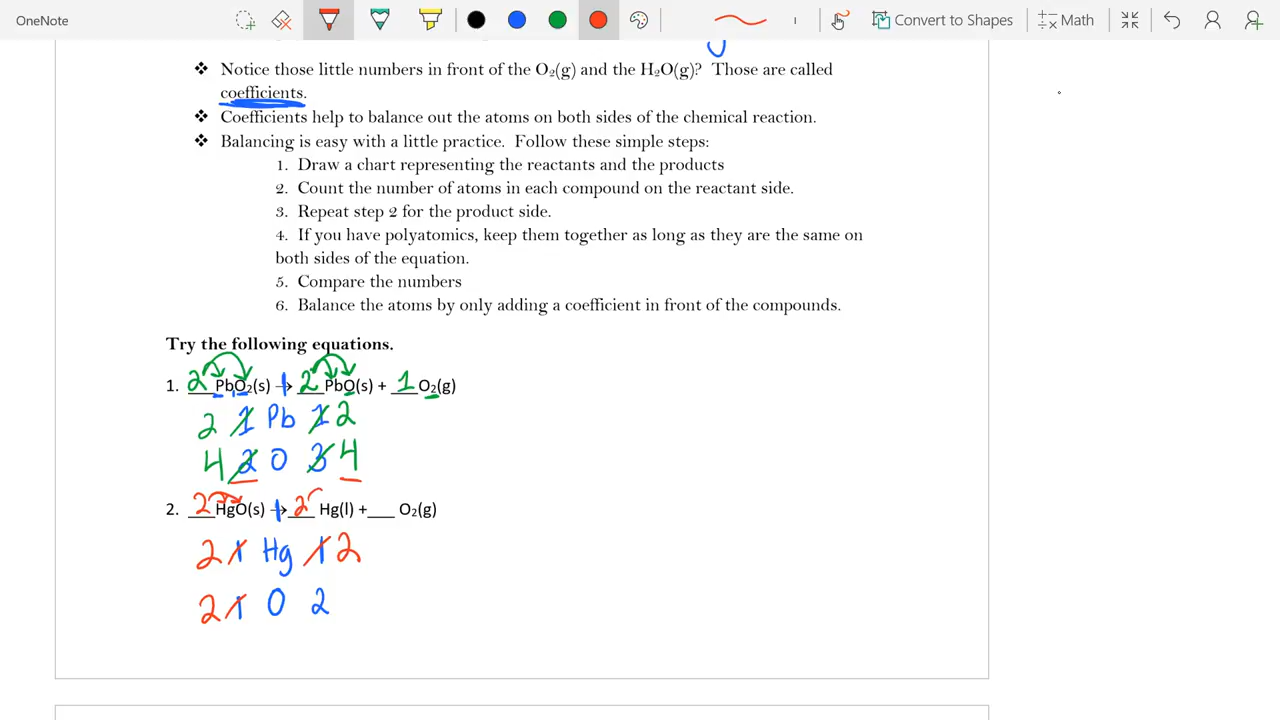 OneNote
Convert to Shapes
Math
❖ Notice those little numbers in front of the O₂(g) and the H₂O(g)? Those are called
coefficients.
❖ Coefficients help to balance out the atoms on both sides of the chemical reaction.
❖ Balancing is easy with a little practice. Follow these simple steps:
1. Draw a chart representing the reactants and the products
2. Count the number of atoms in each compound on the reactant side.
3. Repeat step 2 for the product side.
4. If you have polyatomics, keep them together as long as they are the same on
both sides of the equation.
5. Compare the numbers
6. Balance the atoms by only adding a coefficient in front of the compounds.
Try the following equations.
1. 2 PbO₂(s) → 2 PbO(s) + 1 O₂(g)
2 1 Pb 1 2
4 2 O 3 4
2. 2 HgO(s) → 2 Hg(l) +___ O₂(g)
2 1 Hg 1 2
2 1 O 2